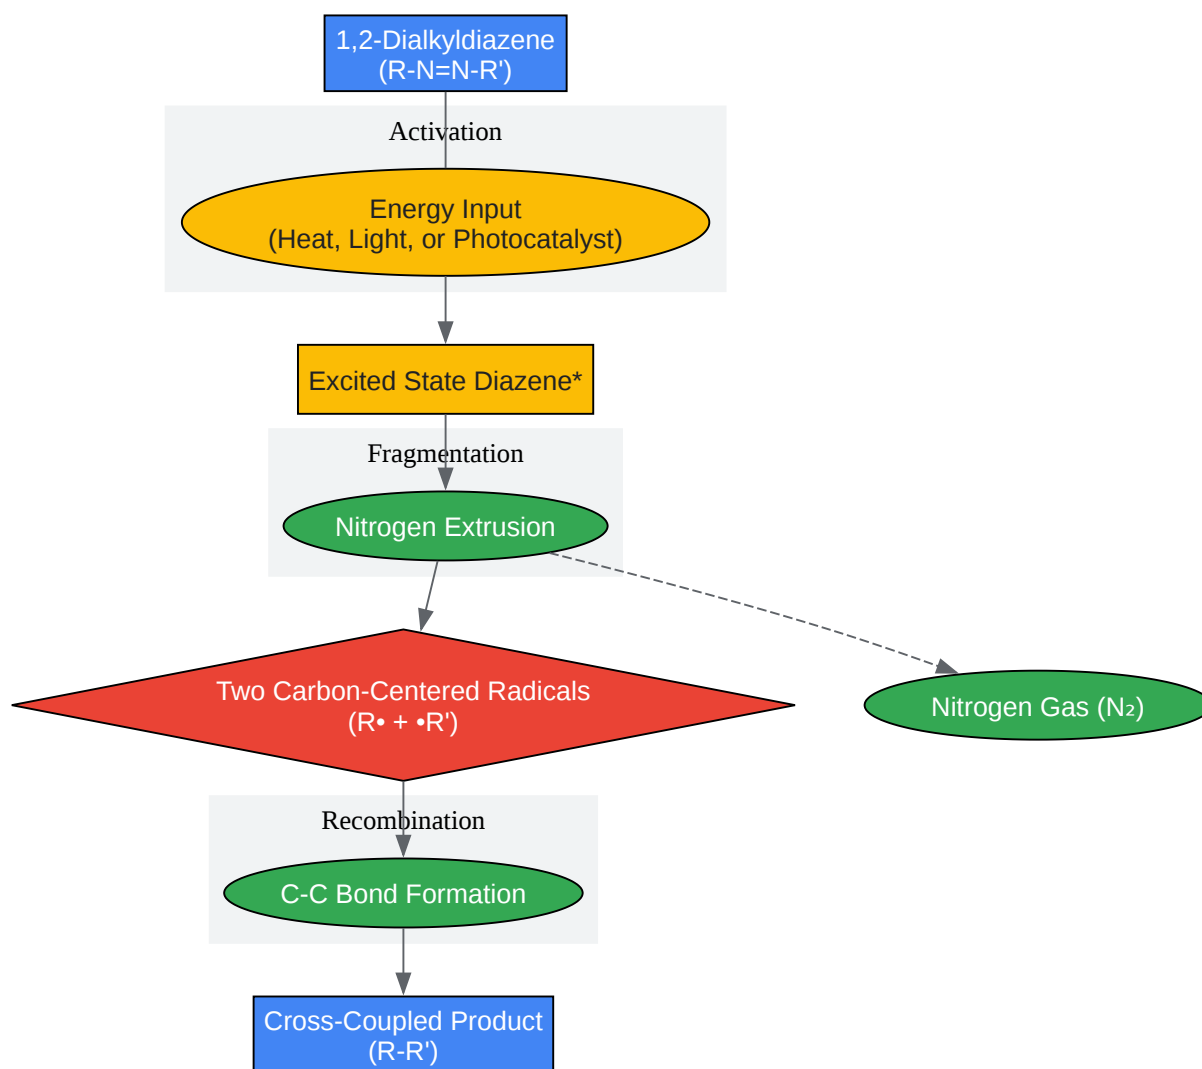 1,2-Dialkyldiazene
(R-N=N-R')
Activation
Energy Input
(Heat, Light, or Photocatalyst)
Excited State Diazene*
Fragmentation
Nitrogen Extrusion
Two Carbon-Centered Radicals
(R• + •R')
Nitrogen Gas (N₂)
Recombination
C-C Bond Formation
Cross-Coupled Product
(R-R')